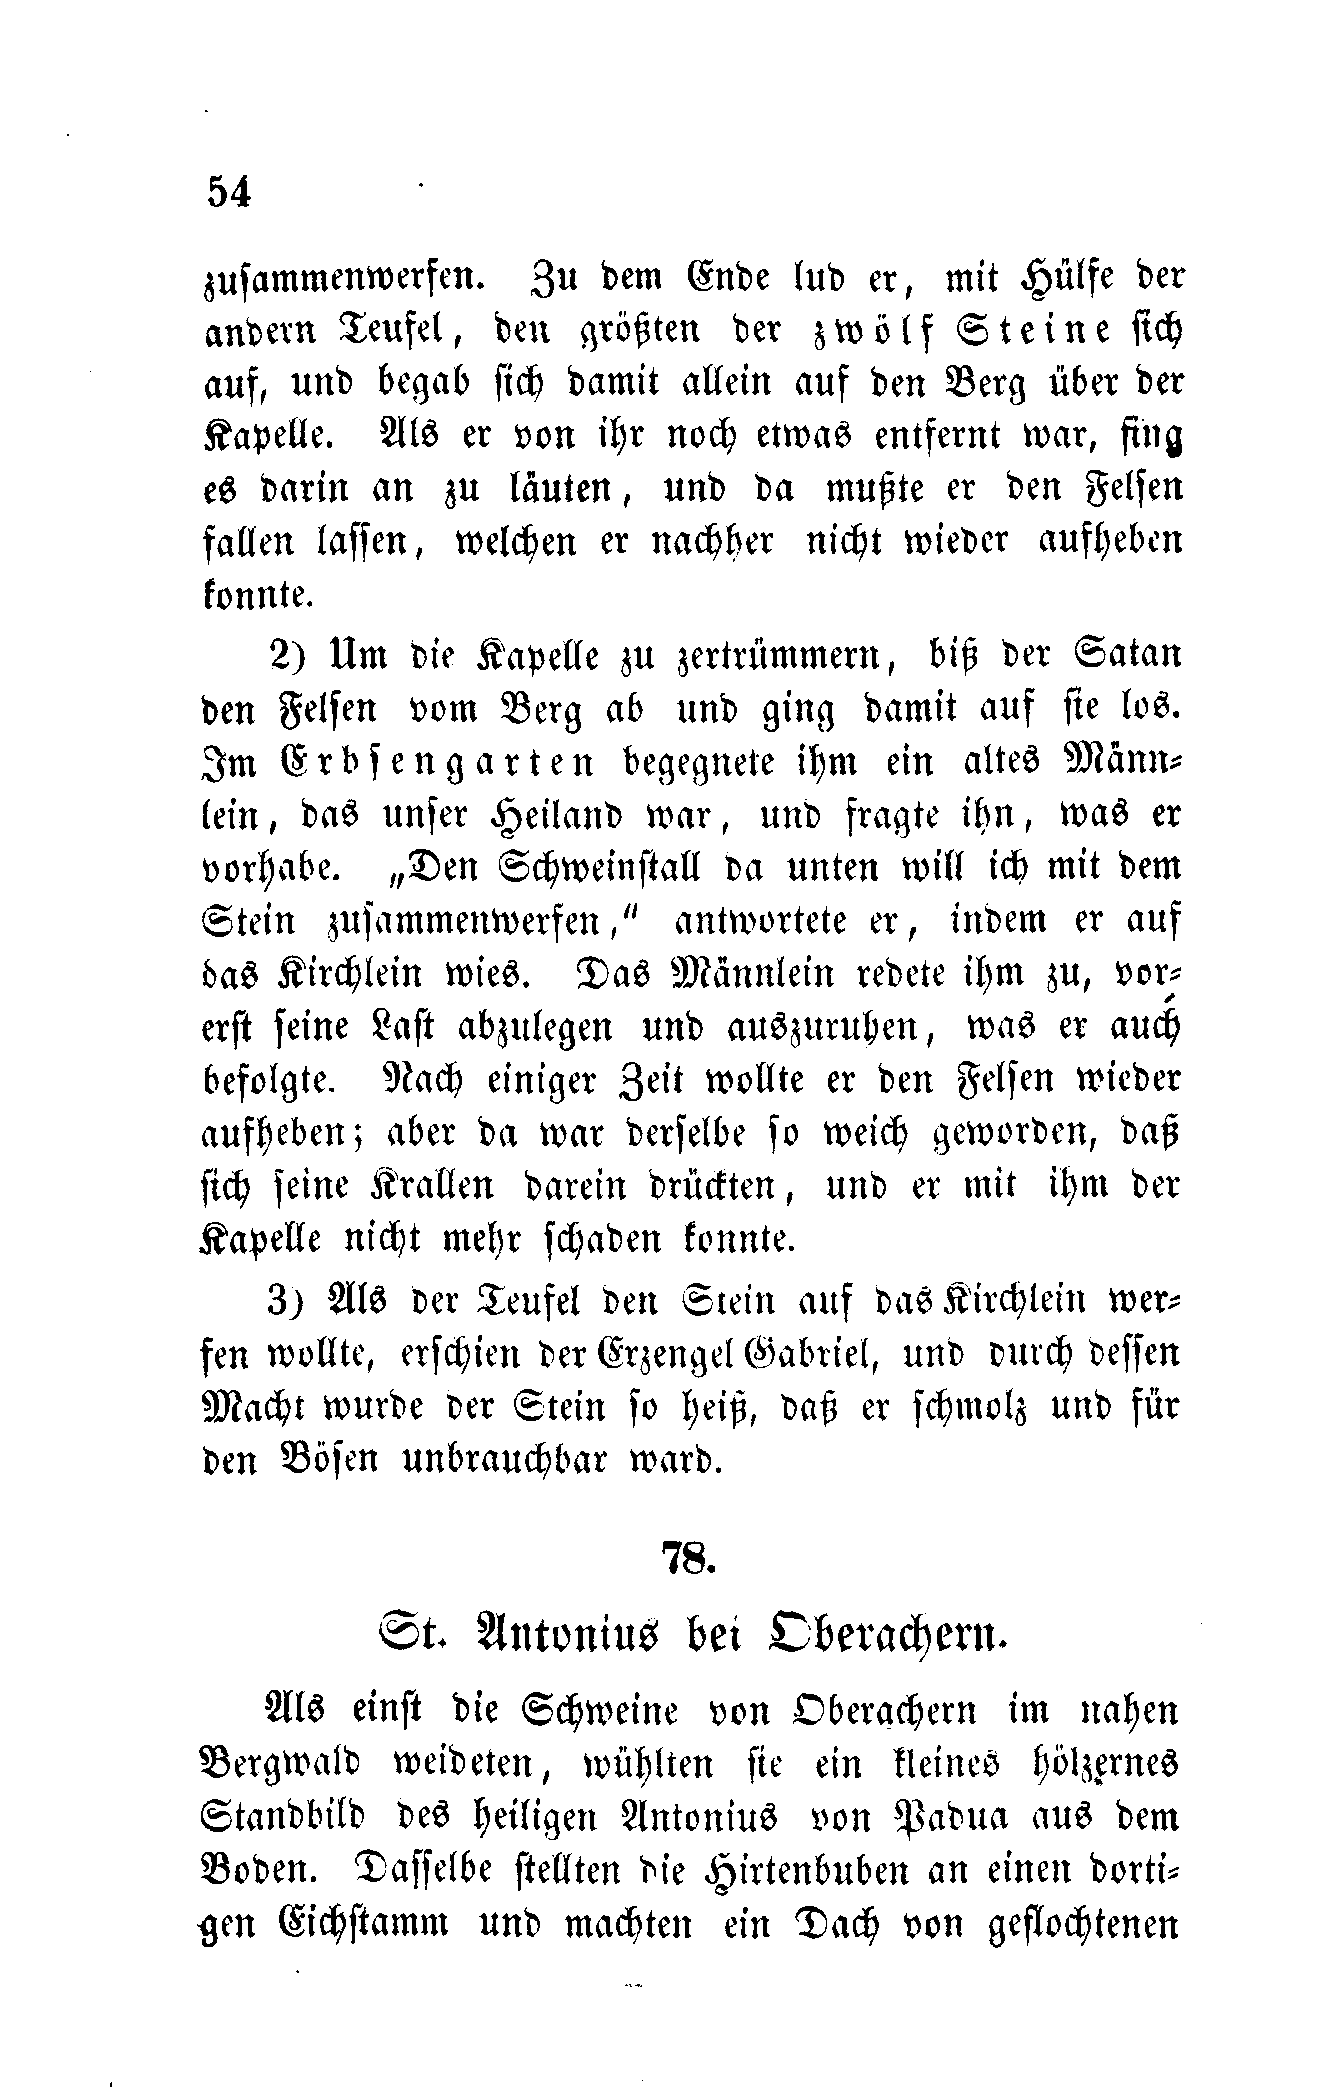 54
zusammenwerfen. Zu dem Ende lud er, mit Hülfe der
andern Teufel, den größten der zwölf Steine sich
auf, und begab sich damit allein auf den Berg über der
Kapelle. Als er von ihr noch etwas entfernt war, fing
es darin an zu läuten, und da mußte er den Felsen
fallen lassen, welchen er nachher nicht wieder aufheben
konnte.
2) Um die Kapelle zu zertrümmern, biß der Satan
den Felsen vom Berg ab und ging damit auf sie los.
Im Erbsengarten begegnete ihm ein altes Männ-
lein, das unser Heiland war, und fragte ihn, was er
vorhabe. „Den Schweinstall da unten will ich mit dem
Stein zusammenwerfen,“ antwortete er, indem er auf
das Kirchlein wies. Das Männlein redete ihm zu, vor-
erst seine Last abzulegen und auszuruhen, was er auch
befolgte. Nach einiger Zeit wollte er den Felsen wieder
aufheben; aber da war derselbe so weich geworden, daß
sich seine Krallen darein drückten, und er mit ihm der
Kapelle nicht mehr schaden konnte.
3) Als der Teufel den Stein auf das Kirchlein wer-
fen wollte, erschien der Erzengel Gabriel, und durch dessen
Macht wurde der Stein so heiß, daß er schmolz und für
den Bösen unbrauchbar ward.
78.
St. Antonius bei Oberachern.
Als einst die Schweine von Oberachern im nahen
Bergwald weideten, wühlten sie ein kleines hölzernes
Standbild des heiligen Antonius von Padua aus dem
Boden. Dasselbe stellten die Hirtenbuben an einen dorti-
gen Eichstamm und machten ein Dach von geflochtenen